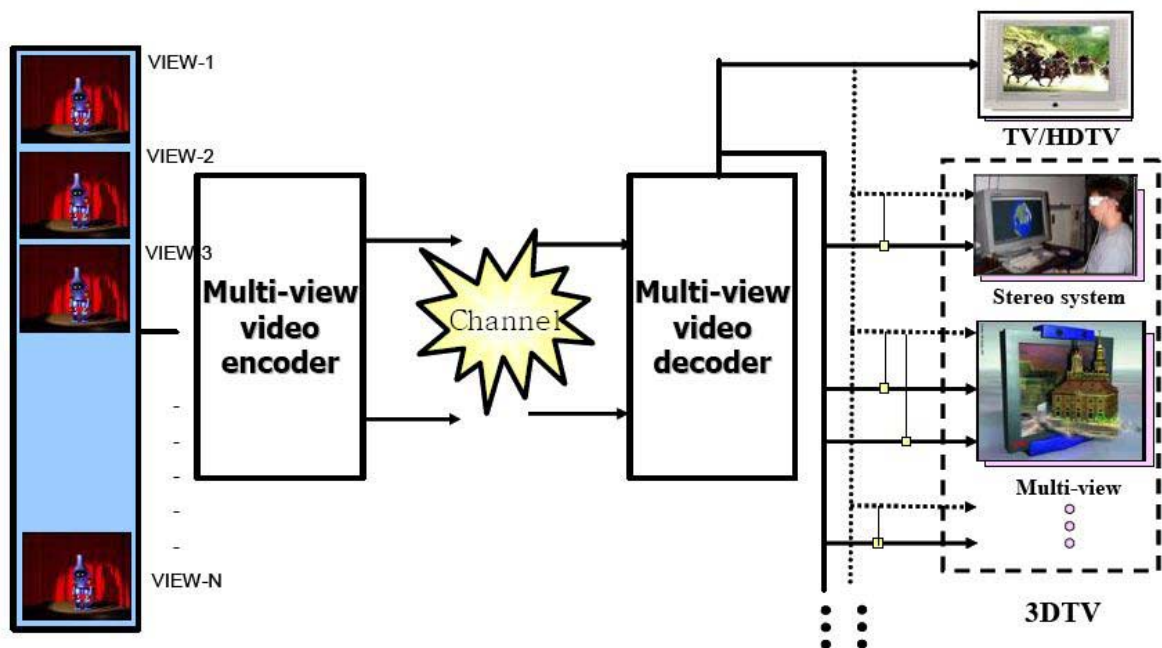 VIEW-1
VIEW-2
VIEW-3
VIEW-N
Multi-view
video
encoder
Channel
Multi-view
video
decoder
TV/HDTV
Stereo system
Multi-view
3DTV